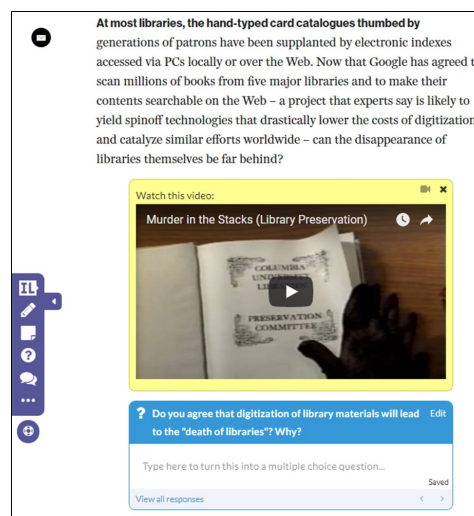 At most libraries, the hand-typed card catalogues thumbed by
generations of patrons have been supplanted by electronic indexes
accessed via PCs locally or over the Web. Now that Google has agreed t
scan millions of books from five major libraries and to make their
contents searchable on the Web – a project that experts say is likely to
yield spinoff technologies that drastically lower the costs of digitization
and catalyze similar efforts worldwide – can the disappearance of
libraries themselves be far behind?
Watch this video:
Murder in the Stacks (Library Preservation)
COLUMBIA
UNIVERSITY
PRESERVATION
COMMITTEE
IL
? Do you agree that digitization of library materials will lead Edit
to the "death of libraries"? Why?
Type here to turn this into a multiple choice question...
Saved
View all responses